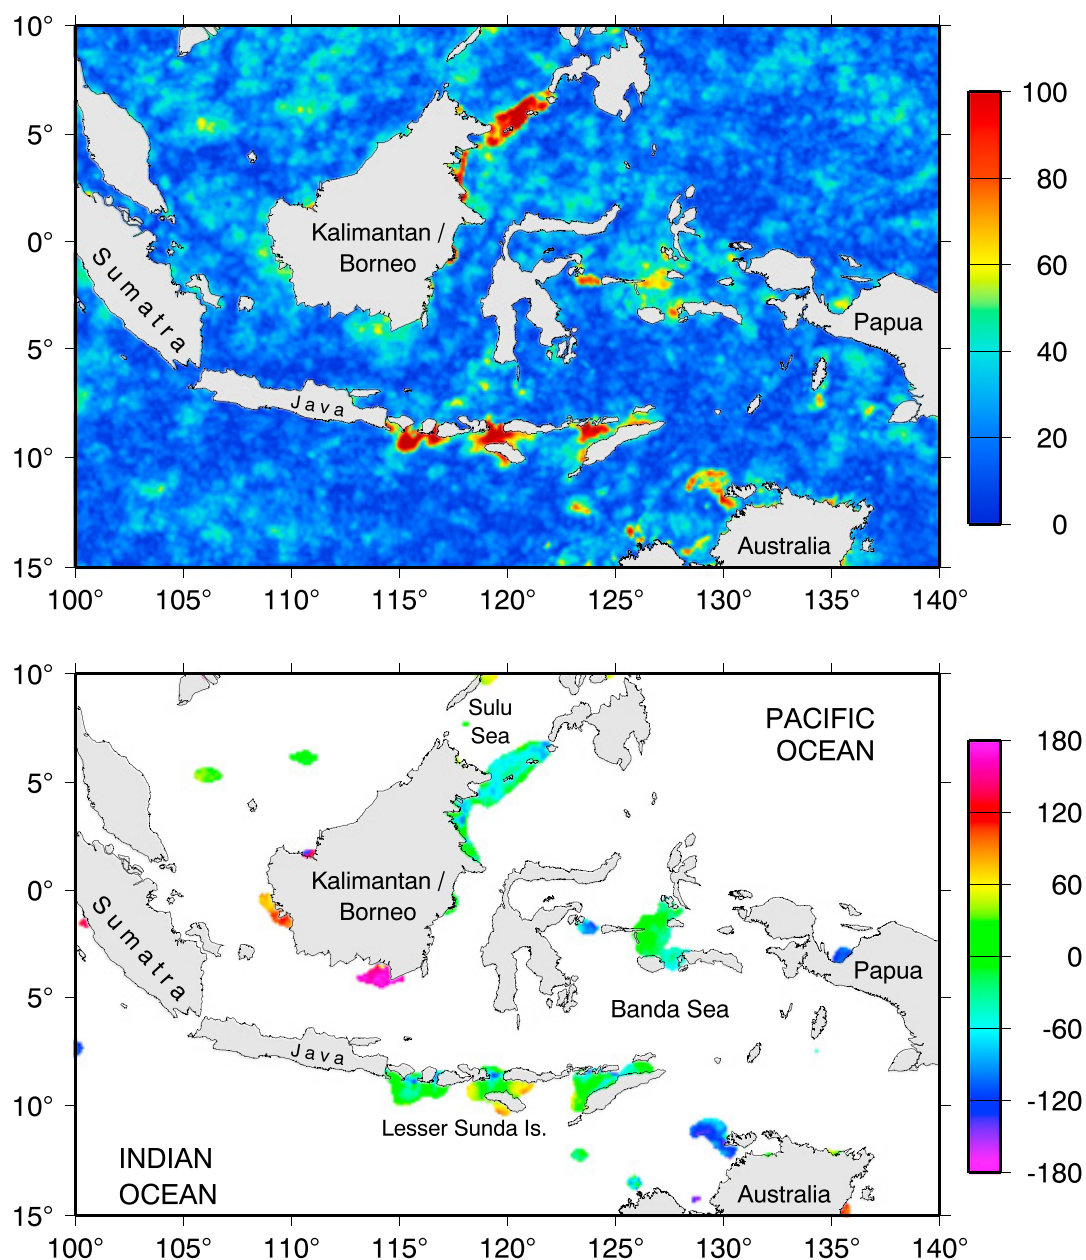 10°
5°
0°
5°
10°
15°
100° 105° 110° 115° 120° 125° 130° 135° 140°
Kalimantan /
Borneo
Sumatra
Java
Papua
Australia
100
80
60
40
20
0
10°
5°
0°
5°
10°
15°
100° 105° 110° 115° 120° 125° 130° 135° 140°
Sulu
Sea
PACIFIC
OCEAN
Kalimantan /
Borneo
Sumatra
Papua
Banda Sea
Java
Lesser Sunda Is.
INDIAN
OCEAN
Australia
180
120
60
0
-60
-120
-180